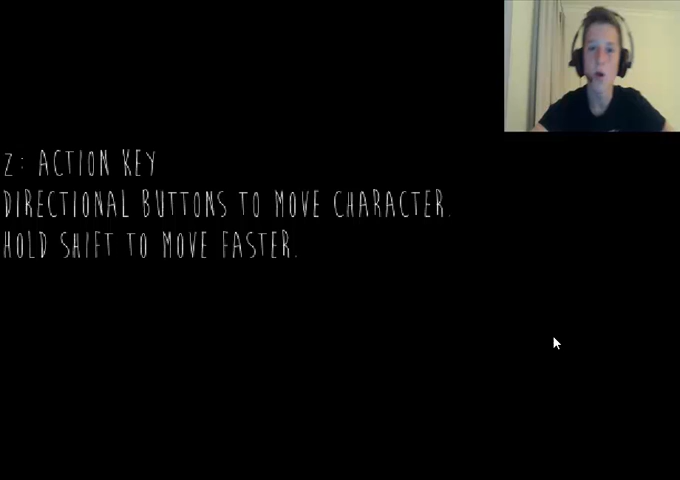 Z: ACTION KEY
DIRECTIONAL BUTTONS TO MOVE CHARACTER.
HOLD SHIFT TO MOVE FASTER.